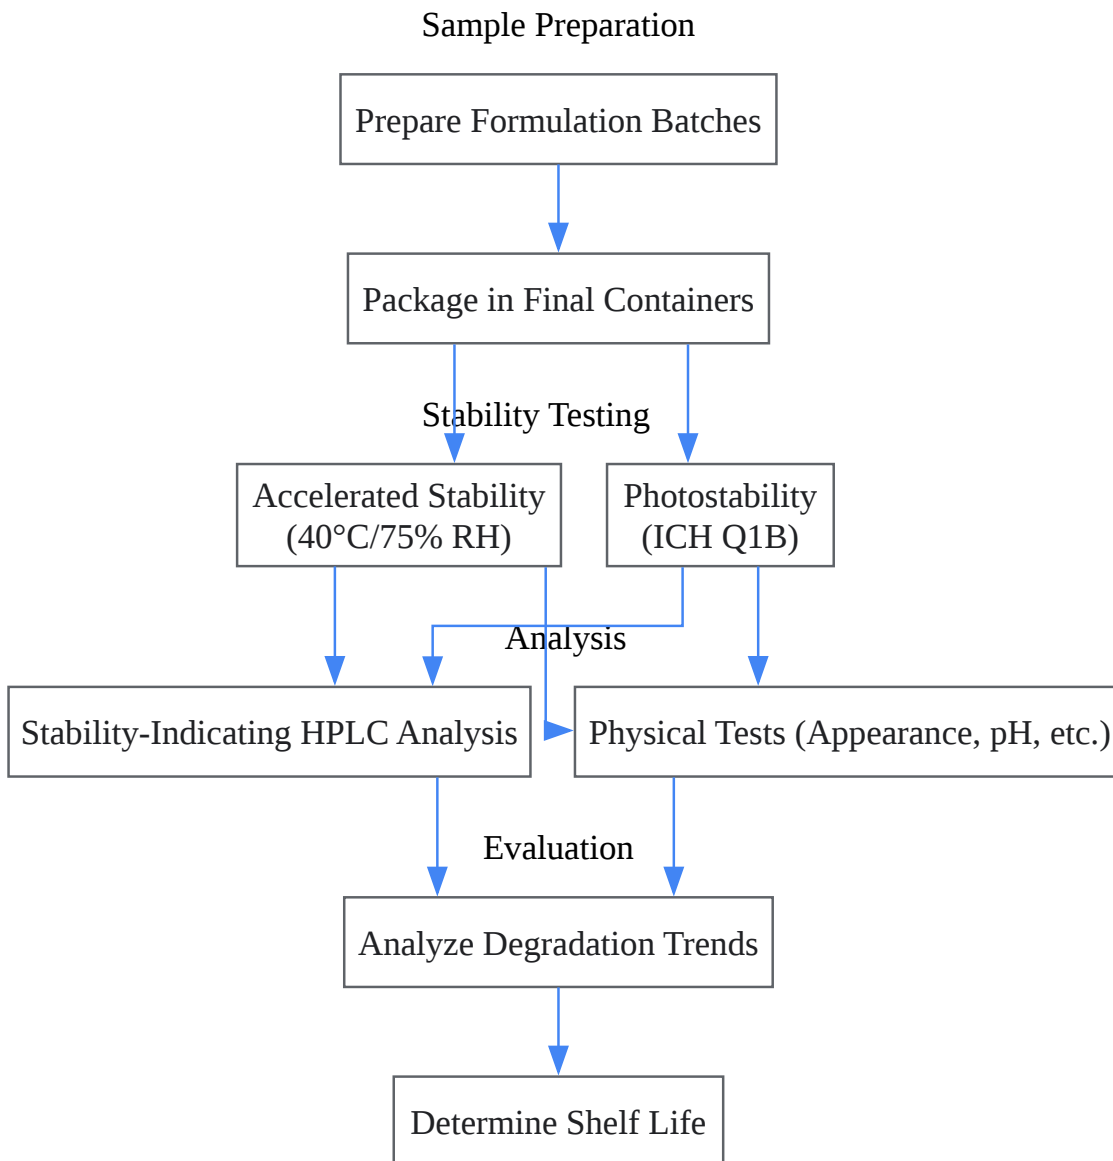 Sample Preparation
Prepare Formulation Batches
Package in Final Containers
Stability Testing
Accelerated Stability
(40°C/75% RH)
Photostability
(ICH Q1B)
Analysis
Stability-Indicating HPLC Analysis
Physical Tests (Appearance, pH, etc.)
Evaluation
Analyze Degradation Trends
Determine Shelf Life